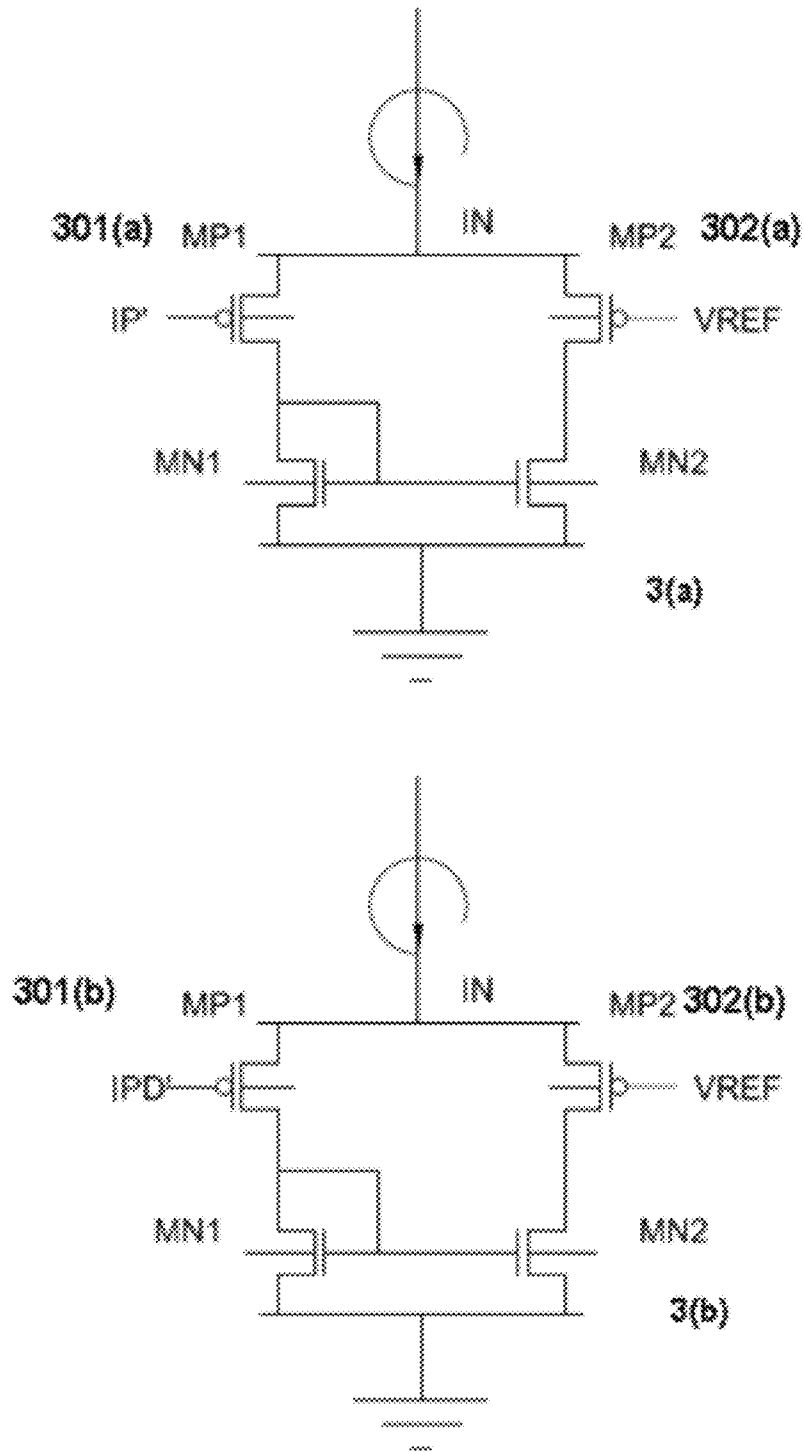 301(a) MP1 IN MP2 302(a)
IP' VREF
MN1 MN2
3(a)
301(b) MP1 IN MP2 302(b)
IPD' VREF
MN1 MN2
3(b)